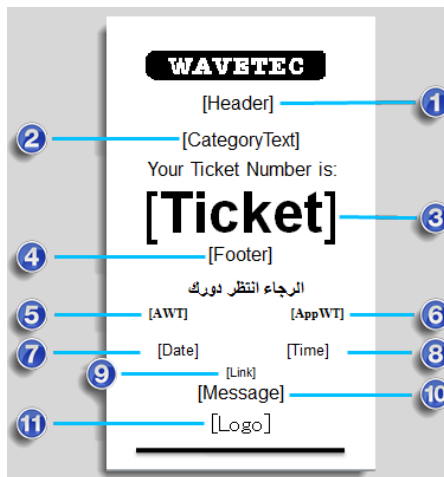 WAVETEC
[Header] 1
2 [CategoryText]
Your Ticket Number is:
[Ticket] 3
4 [Footer]
الرجاء انتظر دورك
5 [AWT] [AppWT] 6
7 [Date] [Time] 8
9 [Link]
[Message] 10
11 [Logo]